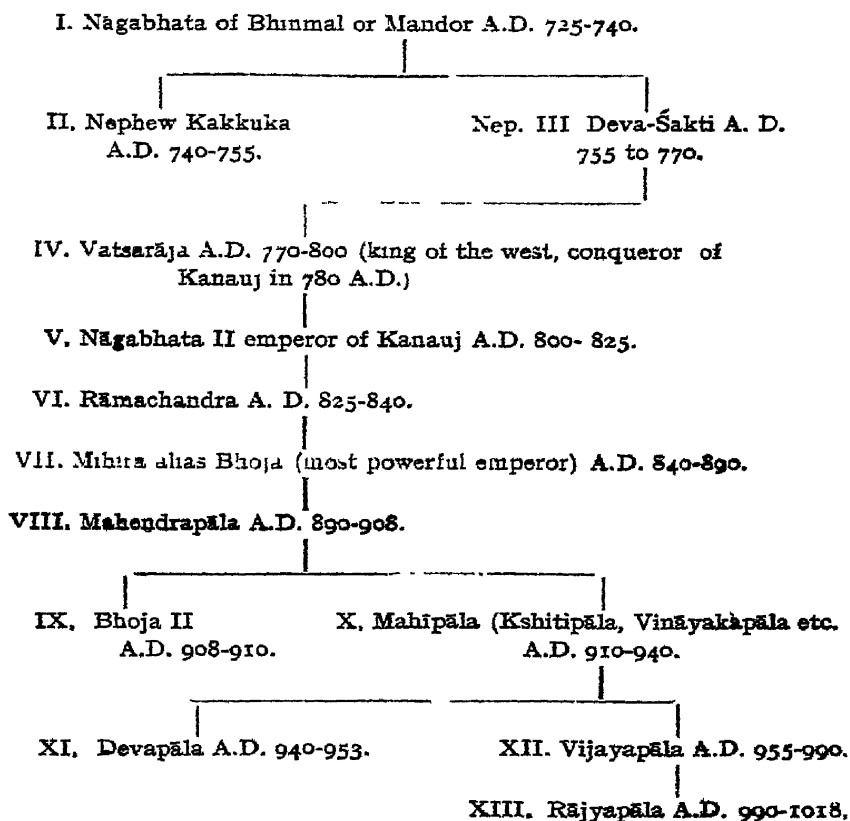 I. Nāgabhata of Bhinmal or Mandor A.D. 725-740.
II. Nephew Kakkuka
A.D. 740-755.
Nep. III Deva-Śakti A. D.
755 to 770.
IV. Vatsarāja A.D. 770-800 (king of the west, conqueror of
Kanauj in 780 A.D.)
V. Nāgabhata II emperor of Kanauj A.D. 800- 825.
VI. Rāmachandra A. D. 825-840.
VII. Mihira alias Bhoja (most powerful emperor) A.D. 840-890.
VIII. Mahendrapāla A.D. 890-908.
IX. Bhoja II
A.D. 908-910.
X. Mahīpāla (Kshitipāla, Vināyakapāla etc.
A.D. 910-940.
XI. Devapāla A.D. 940-953.
XII. Vijayapāla A.D. 955-990.
XIII. Rājyapāla A.D. 990-1018.